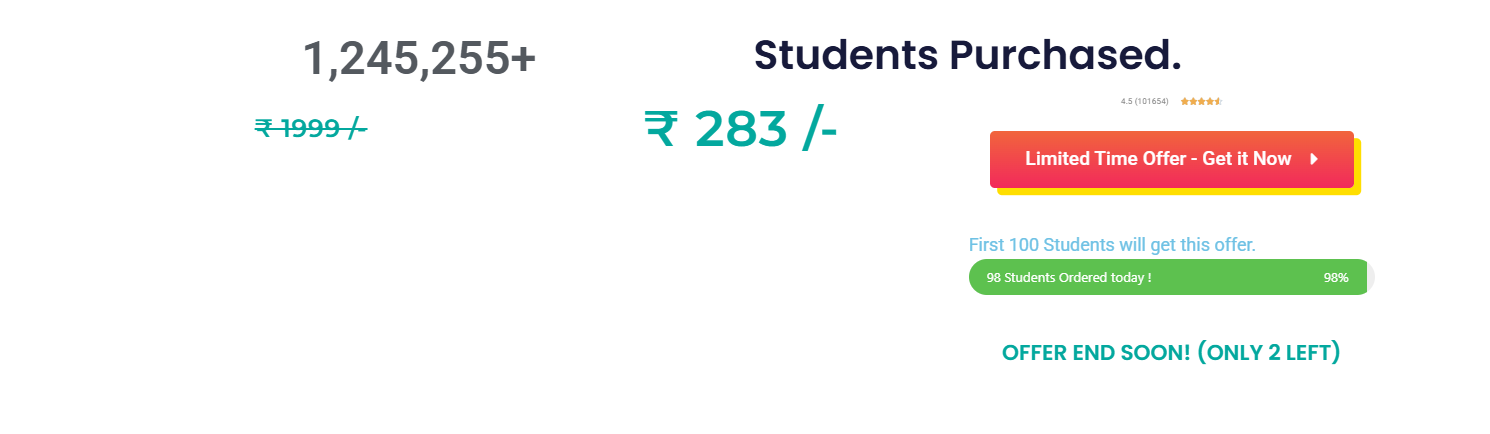 1,245,255+
Students Purchased.
₹ 1999 /-
₹ 283 /-
4.5 (101654)
Limited Time Offer - Get it Now
First 100 Students will get this offer.
98 Students Ordered today ! 98%
OFFER END SOON! (ONLY 2 LEFT)